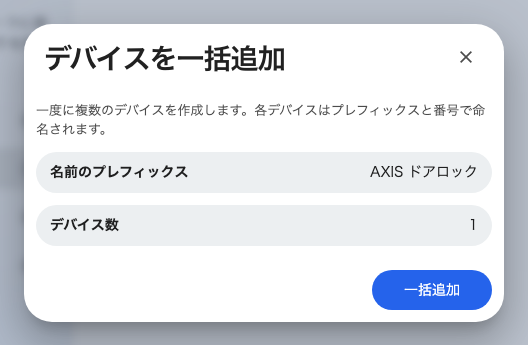 デバイスを一括追加
一度に複数のデバイスを作成します。各デバイスはプレフィックスと番号で命
名されます。
名前のプレフィックス AXIS ドアロック
デバイス数 1
一括追加